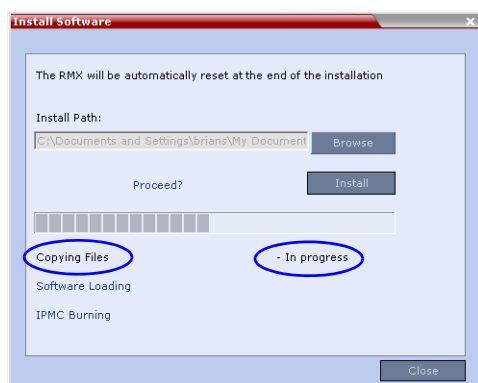 Install Software
The RMX will be automatically reset at the end of the installation
Install Path:
C:\Documents and Settings\brians\My Document
Browse
Proceed?
Install
Copying Files - In progress
Software Loading
IPMC Burning
Close